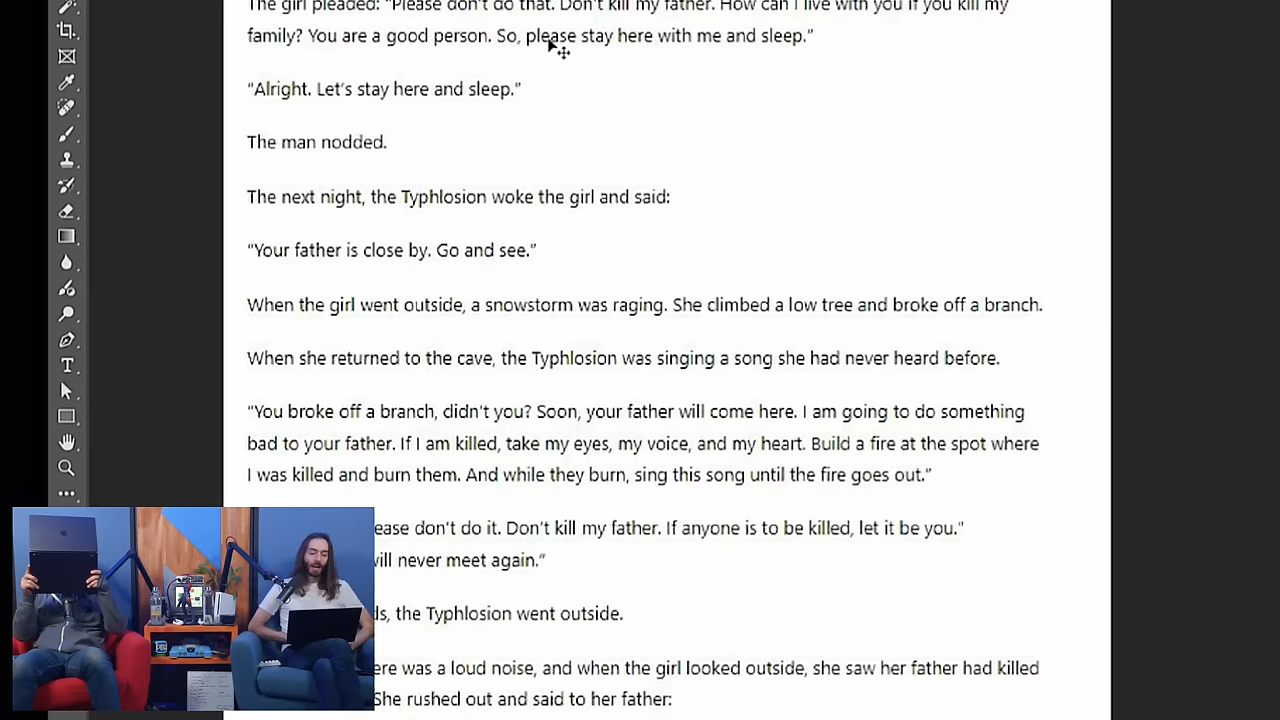 The girl pleaded: "Please don't do that. Don't kill my father. How can I live with you if you kill my
family? You are a good person. So, please stay here with me and sleep."
"Alright. Let's stay here and sleep."
The man nodded.
The next night, the Typhlosion woke the girl and said:
"Your father is close by. Go and see."
When the girl went outside, a snowstorm was raging. She climbed a low tree and broke off a branch.
When she returned to the cave, the Typhlosion was singing a song she had never heard before.
"You broke off a branch, didn't you? Soon, your father will come here. I am going to do something
bad to your father. If I am killed, take my eyes, my voice, and my heart. Build a fire at the spot where
I was killed and burn them. And while they burn, sing this song until the fire goes out."
ease don't do it. Don't kill my father. If anyone is to be killed, let it be you."
will never meet again."
ds, the Typhlosion went outside.
ere was a loud noise, and when the girl looked outside, she saw her father had killed
She rushed out and said to her father: